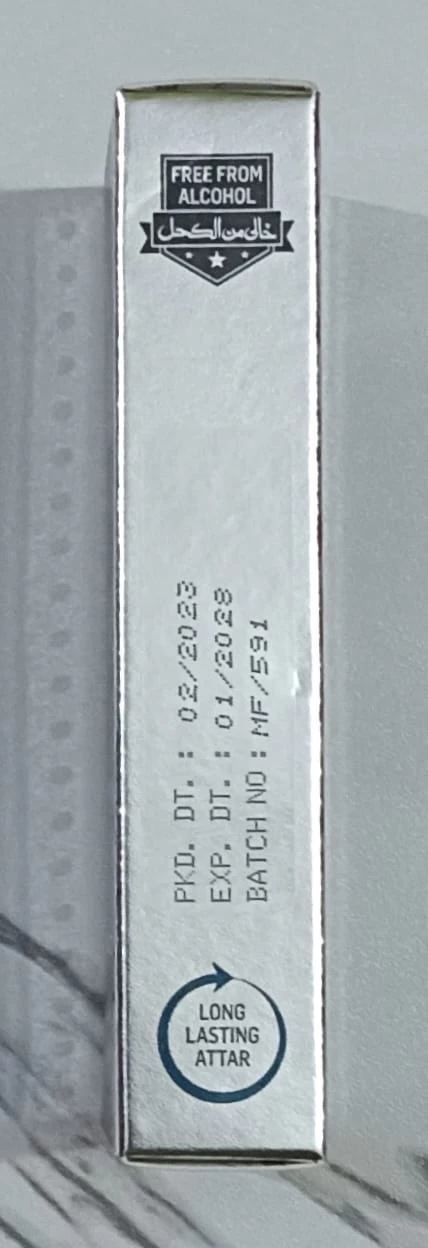 FREE FROM
ALCOHOL
خالي من الكحل
PKD. DT. : 02/2023
EXP. DT. : 01/2028
BATCH NO : MF/591
LONG
LASTING
ATTAR